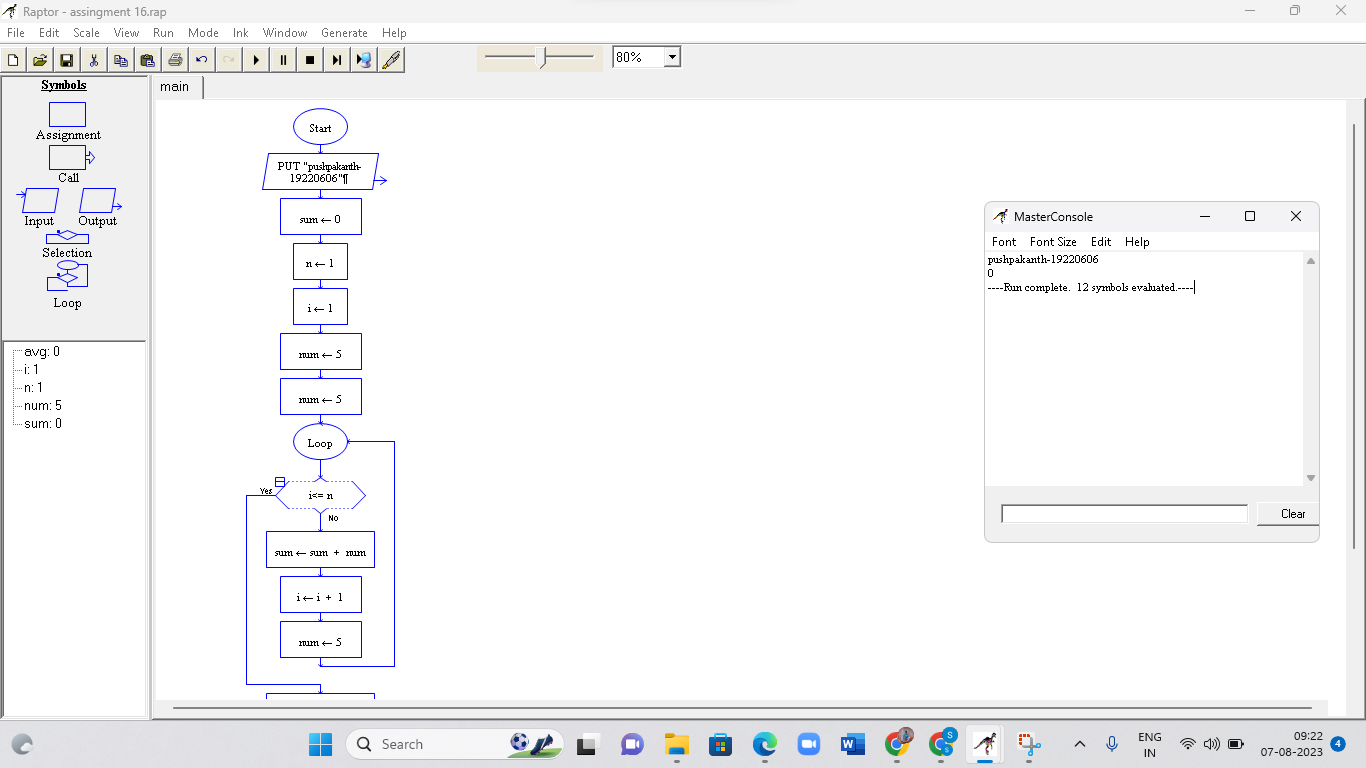 Raptor - assingment 16.rap
File Edit Scale View Run Mode Ink Window Generate Help
80%
Symbols
Assignment
Call
Input Output
Selection
Loop
avg: 0
i: 1
n: 1
num: 5
sum: 0
main
Start
PUT "pushpakanth-
19220606"¶
sum ← 0
n ← 1
i ← 1
num ← 5
num ← 5
Loop
Yes
i<= n
No
sum ← sum + num
i ← i + 1
num ← 5
MasterConsole
Font Font Size Edit Help
pushpakanth-19220606
0
----Run complete. 12 symbols evaluated.----
Clear
Search
ENG
IN
09:22
07-08-2023
4